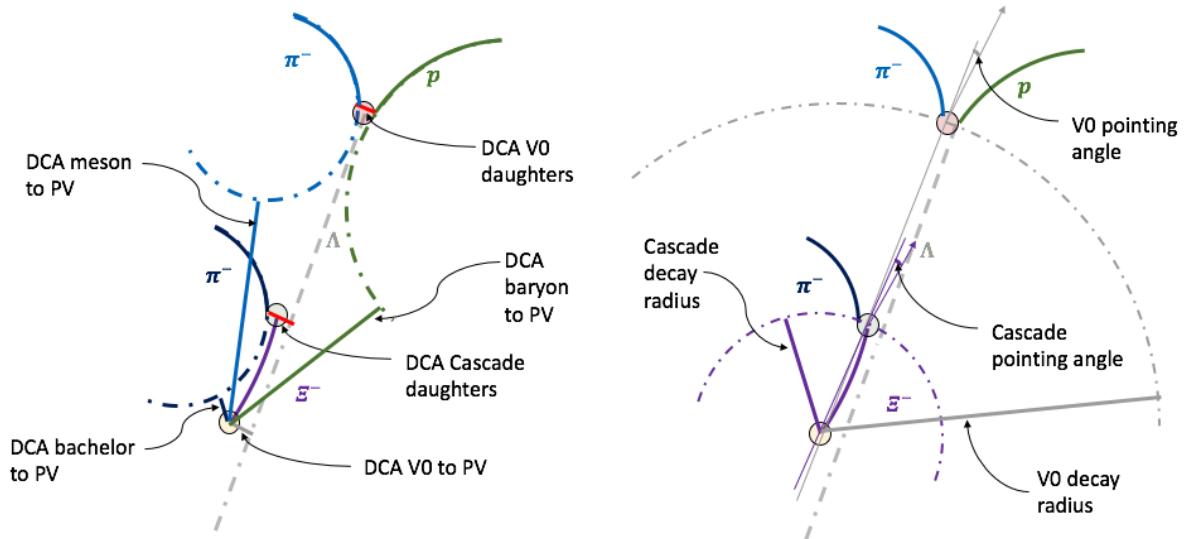 π⁻
p
DCA V0
daughters
DCA meson
to PV
Λ
π⁻
DCA
baryon
to PV
DCA Cascade
daughters
Ξ⁻
DCA bachelor
to PV
DCA V0 to PV
π⁻
p
V0 pointing
angle
Cascade
decay
radius
Λ
π⁻
Cascade
pointing angle
Ξ⁻
V0 decay
radius